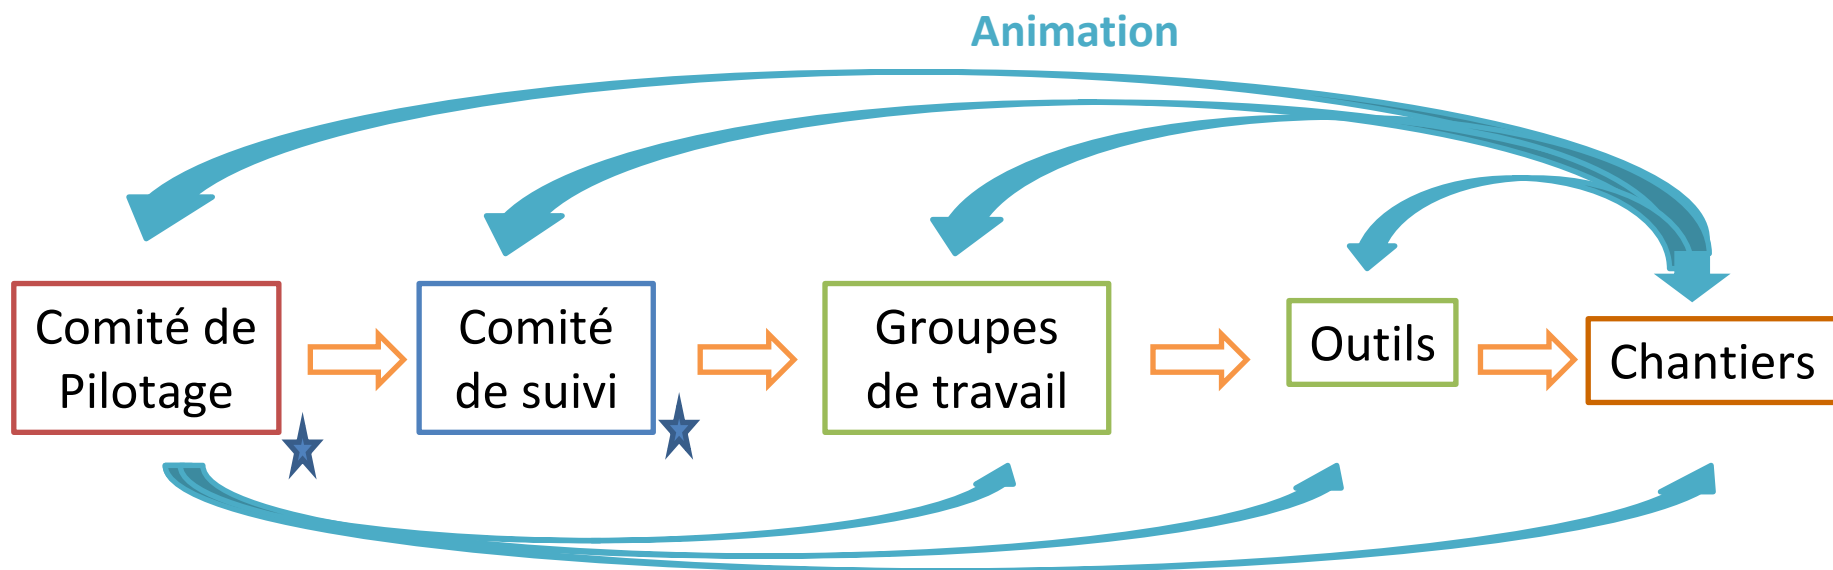 Animation
Comité de
Pilotage
Comité
de suivi
Groupes
de travail
Outils
Chantiers